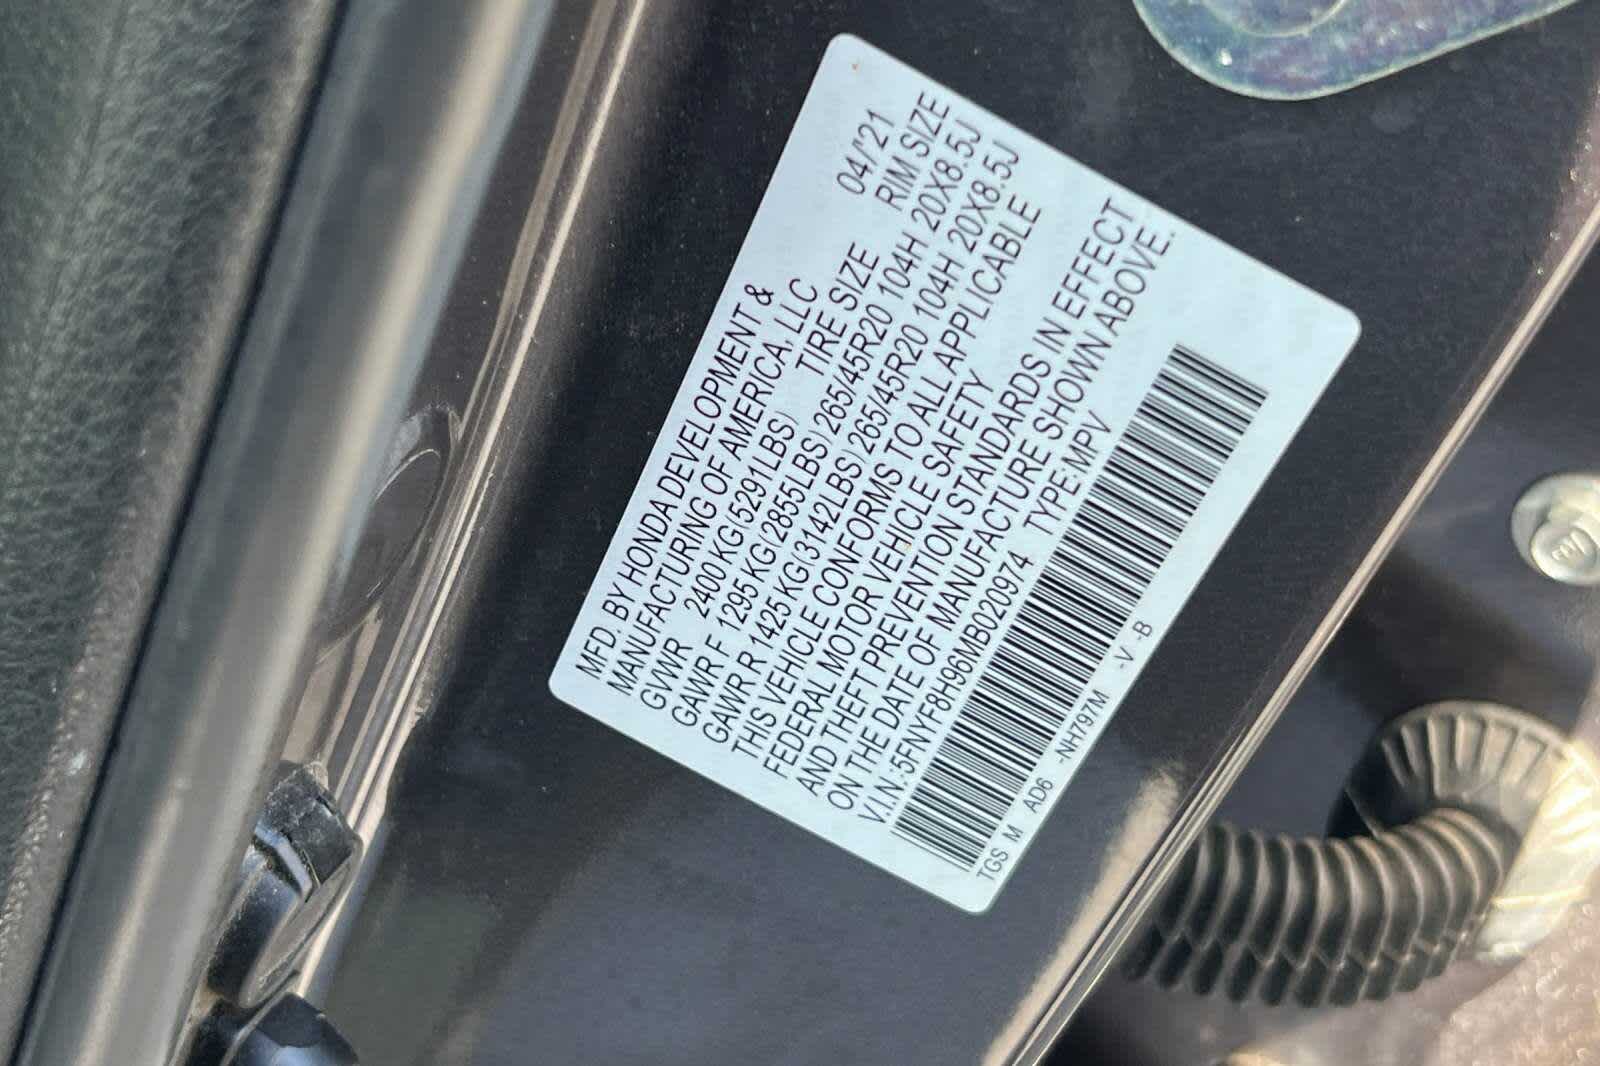 MFD. BY HONDA DEVELOPMENT & 04/'21
MANUFACTURING OF AMERICA, LLC
GVWR 2400 KG(5291LBS) TIRE SIZE RIM SIZE
GAWR F 1295 KG(2855LBS) 265/45R20 104H 20X8.5J
GAWR R 1425 KG(3142LBS) 265/45R20 104H 20X8.5J
THIS VEHICLE CONFORMS TO ALL APPLICABLE
FEDERAL MOTOR VEHICLE SAFETY
AND THEFT PREVENTION STANDARDS IN EFFECT
ON THE DATE OF MANUFACTURE SHOWN ABOVE.
V.I.N.:5FNYF8H96MB020974 TYPE:MPV
TGS M AD6 -NH797M -V -B